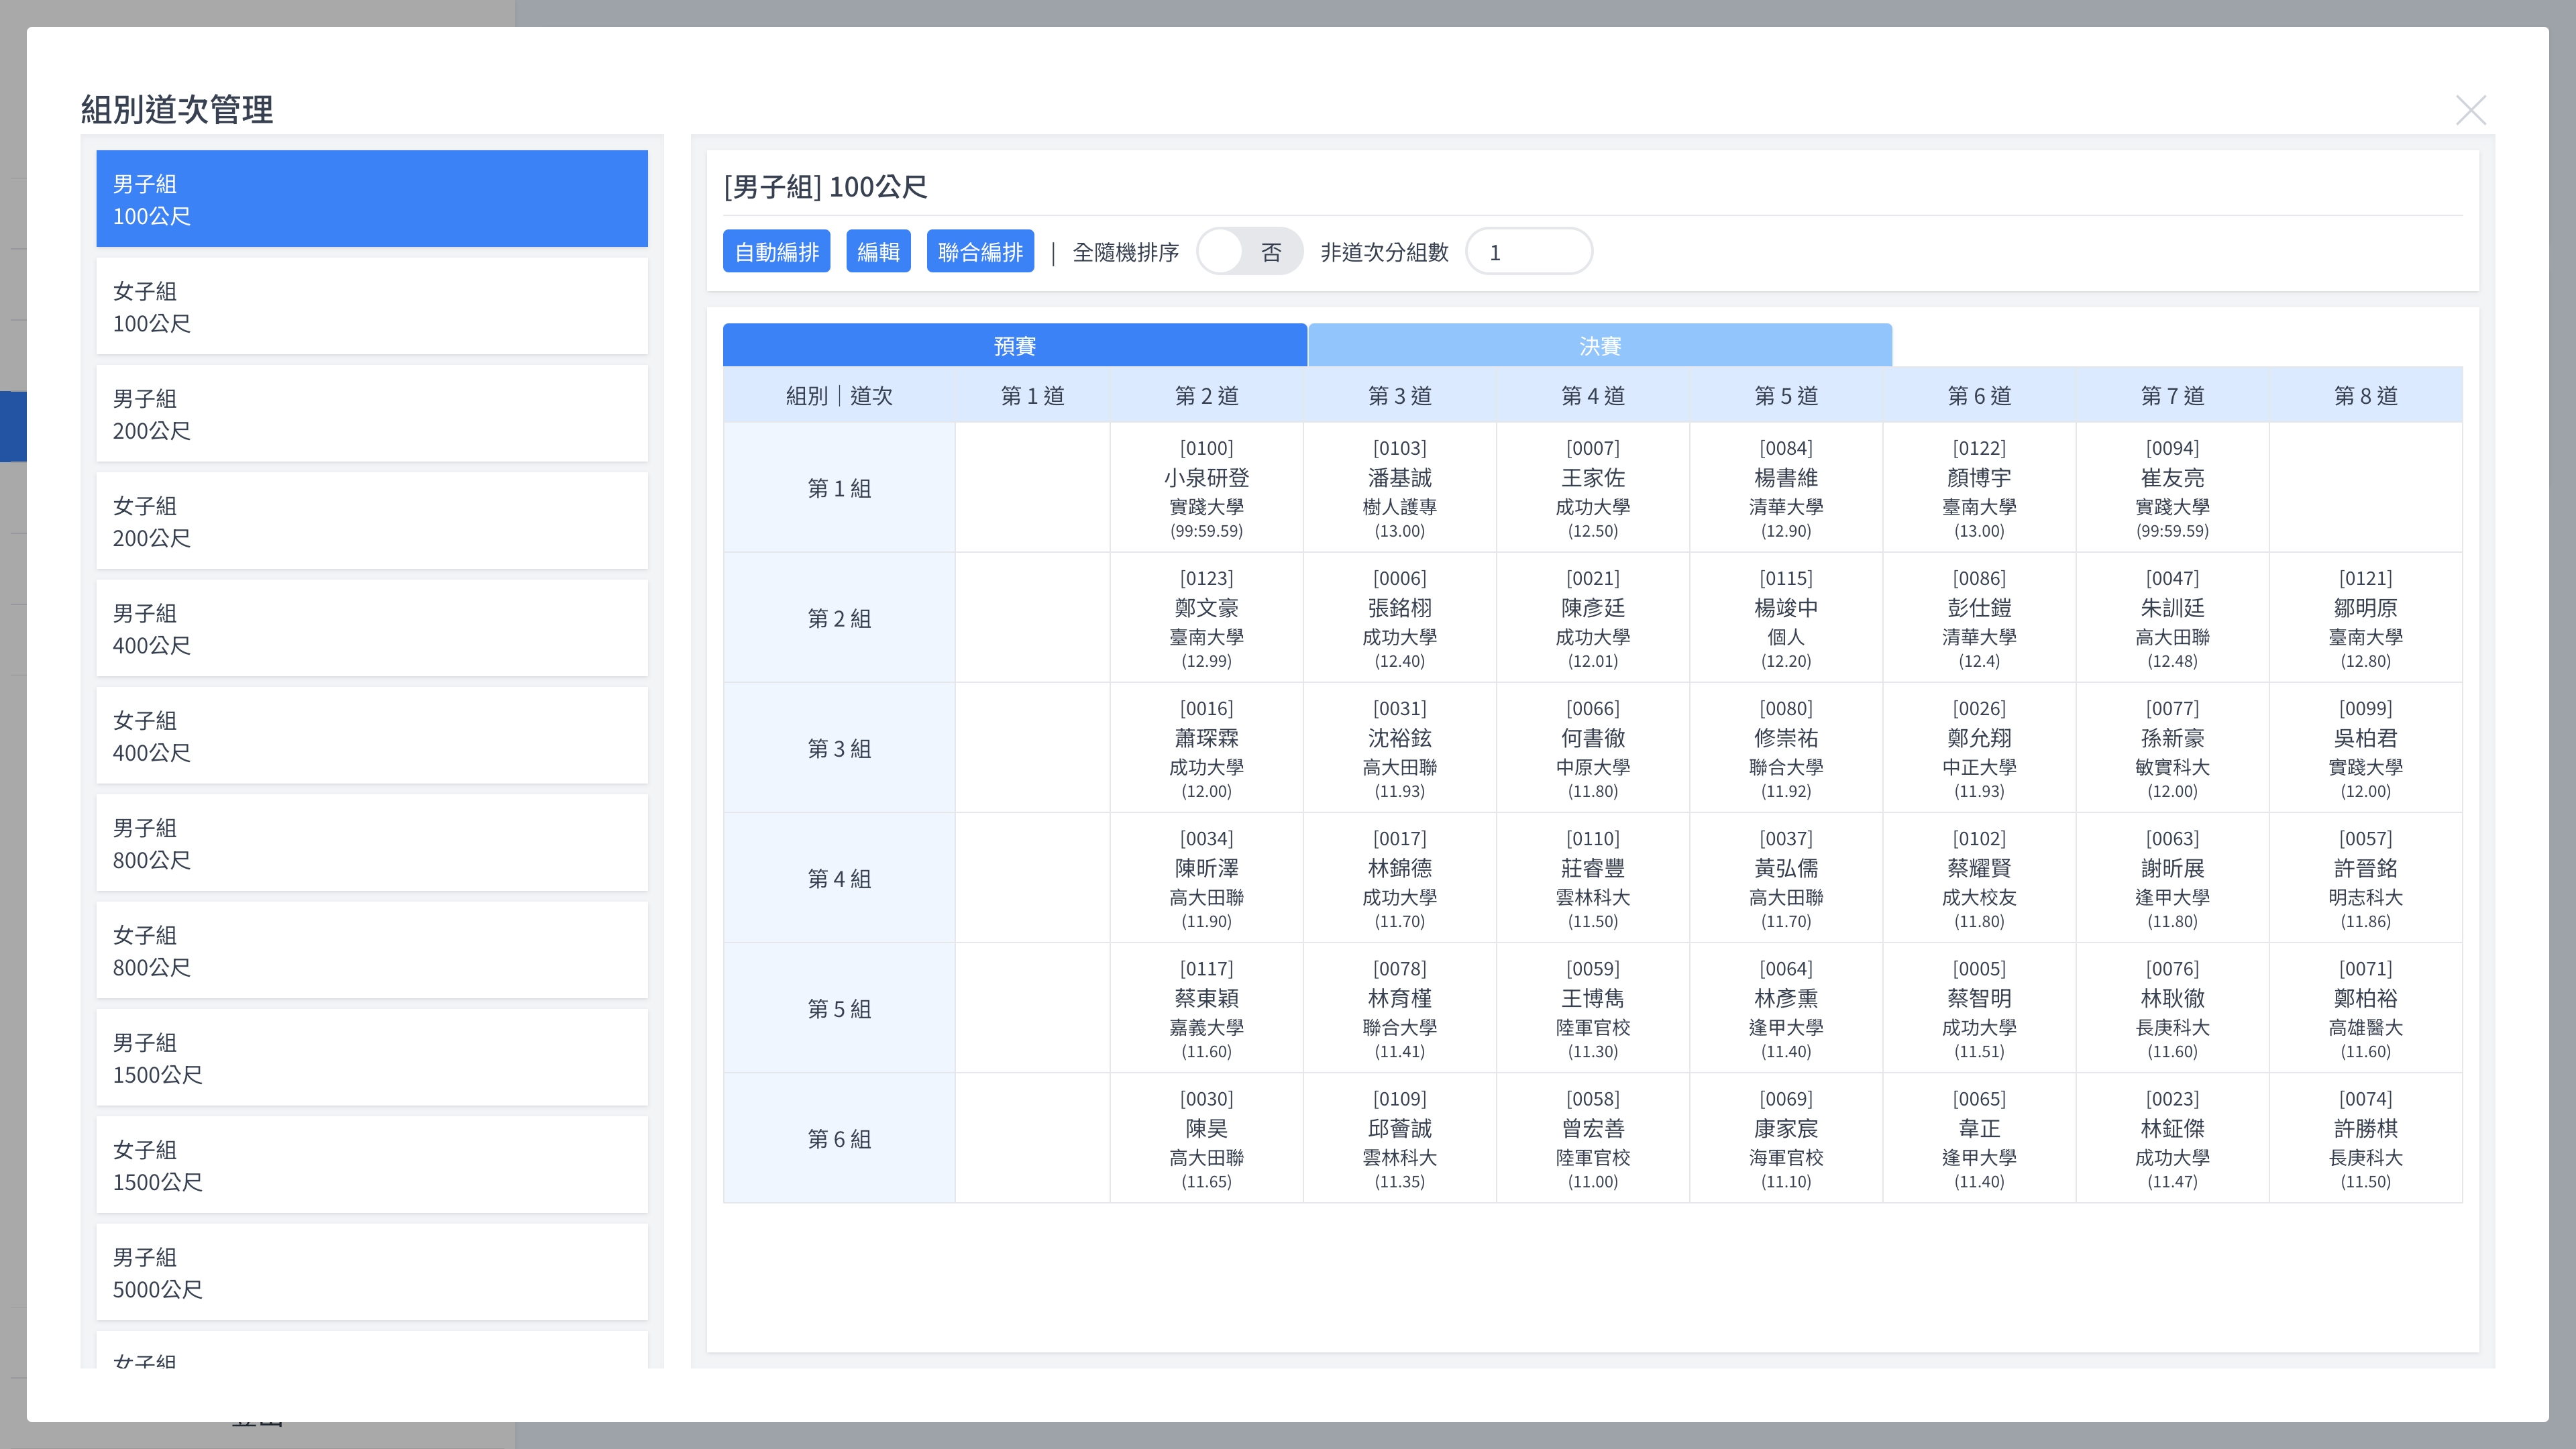 組別道次管理
男子組
100公尺
女子組
100公尺
男子組
200公尺
女子組
200公尺
男子組
400公尺
女子組
400公尺
男子組
800公尺
女子組
800公尺
男子組
1500公尺
女子組
1500公尺
男子組
5000公尺
女子組
[男子組] 100公尺
自動編排 編輯 聯合編排 | 全隨機排序 否 非道次分組數 1
預賽 決賽
組別｜道次 第 1 道 第 2 道 第 3 道 第 4 道 第 5 道 第 6 道 第 7 道 第 8 道
第 1 組
[0100] [0103] [0007] [0084] [0122] [0094]
小泉研登 潘基誠 王家佐 楊書維 顏博宇 崔友亮
實踐大學 樹人護專 成功大學 清華大學 臺南大學 實踐大學
(99:59.59) (13.00) (12.50) (12.90) (13.00) (99:59.59)
第 2 組
[0123] [0006] [0021] [0115] [0086] [0047] [0121]
鄭文豪 張銘栩 陳彥廷 楊竣中 彭仕鎧 朱訓廷 鄒明原
臺南大學 成功大學 成功大學 個人 清華大學 高大田聯 臺南大學
(12.99) (12.40) (12.01) (12.20) (12.4) (12.48) (12.80)
第 3 組
[0016] [0031] [0066] [0080] [0026] [0077] [0099]
蕭琛霖 沈裕鉉 何書徹 修崇祐 鄭允翔 孫新豪 吳柏君
成功大學 高大田聯 中原大學 聯合大學 中正大學 敏實科大 實踐大學
(12.00) (11.93) (11.80) (11.92) (11.93) (12.00) (12.00)
第 4 組
[0034] [0017] [0110] [0037] [0102] [0063] [0057]
陳昕澤 林錦德 莊睿豐 黃弘儒 蔡耀賢 謝昕展 許晉銘
高大田聯 成功大學 雲林科大 高大田聯 成大校友 逢甲大學 明志科大
(11.90) (11.70) (11.50) (11.70) (11.80) (11.80) (11.86)
第 5 組
[0117] [0078] [0059] [0064] [0005] [0076] [0071]
蔡東穎 林育槿 王博雋 林彥熏 蔡智明 林耿徹 鄭柏裕
嘉義大學 聯合大學 陸軍官校 逢甲大學 成功大學 長庚科大 高雄醫大
(11.60) (11.41) (11.30) (11.40) (11.51) (11.60) (11.60)
第 6 組
[0030] [0109] [0058] [0069] [0065] [0023] [0074]
陳昊 邱薈誠 曾宏善 康家宸 韋正 林鉦傑 許勝棋
高大田聯 雲林科大 陸軍官校 海軍官校 逢甲大學 成功大學 長庚科大
(11.65) (11.35) (11.00) (11.10) (11.40) (11.47) (11.50)